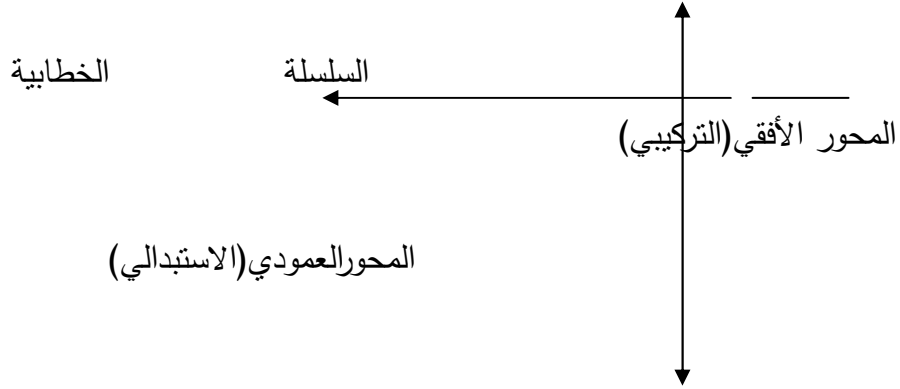 السلسلة الخطابية
المحور الأفقي(التركيبي)
المحورالعمودي(الاستبدالي)